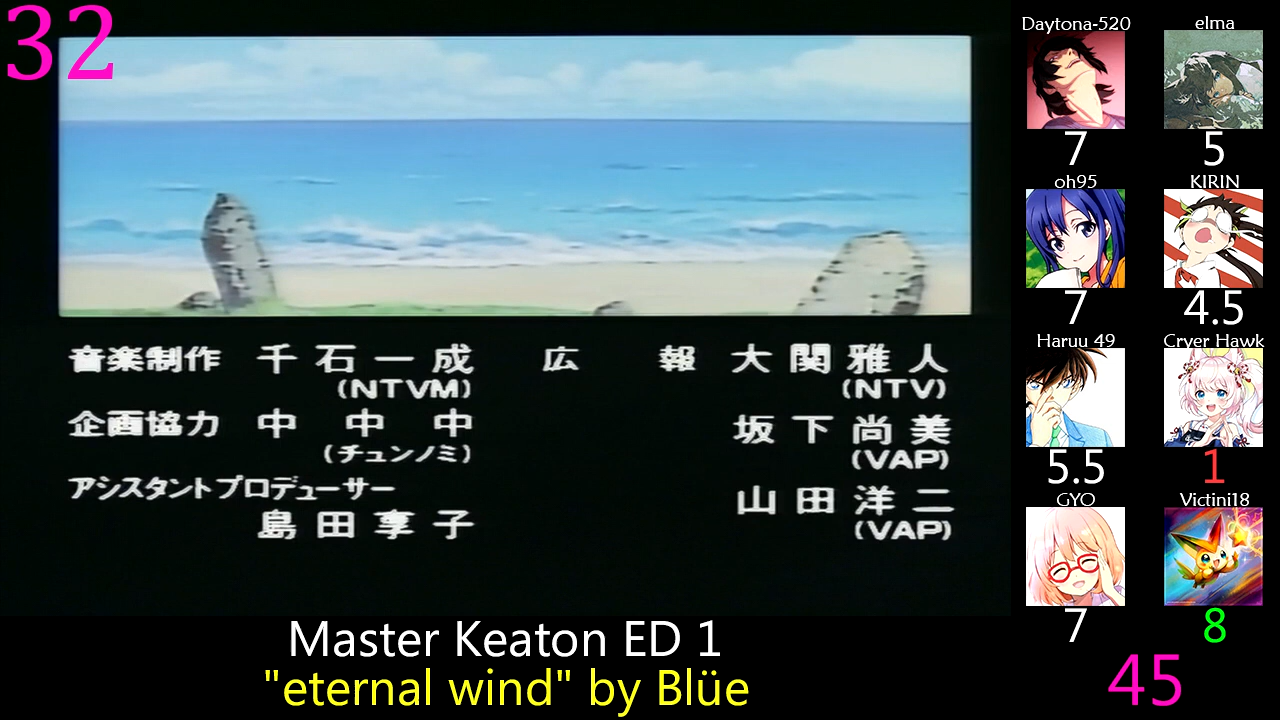 32
音楽制作 千石一成 広報 大関雅人
(NTVM) (NTV)
企画協力 中中中 坂下尚美
(チュンノミ) (VAP)
アシスタントプロデューサー
島田享子 山田洋二
(VAP)
Master Keaton ED 1
"eternal wind" by Blüe
Daytona-520 elma
7 5
oh95 KIRIN
7 4.5
Haruu 49 Cryer Hawk
5.5 1
GYO Victini18
7 8
45